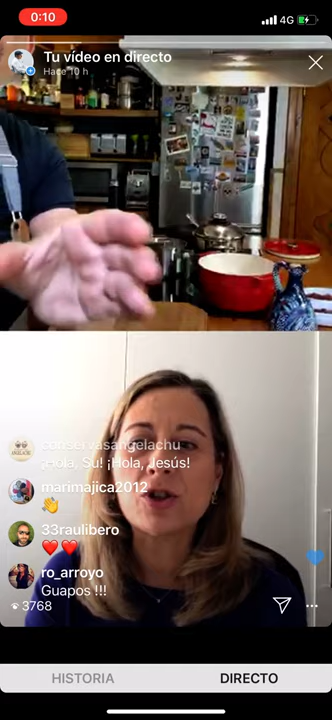 0:10
4G
Tu vídeo en directo
Hace 10 h
conservasangelachu
¡Hola, Su! ¡Hola, Jesús!
marimajica2012
33raulibero
ro_arroyo
Guapos !!!
3768
HISTORIA
DIRECTO